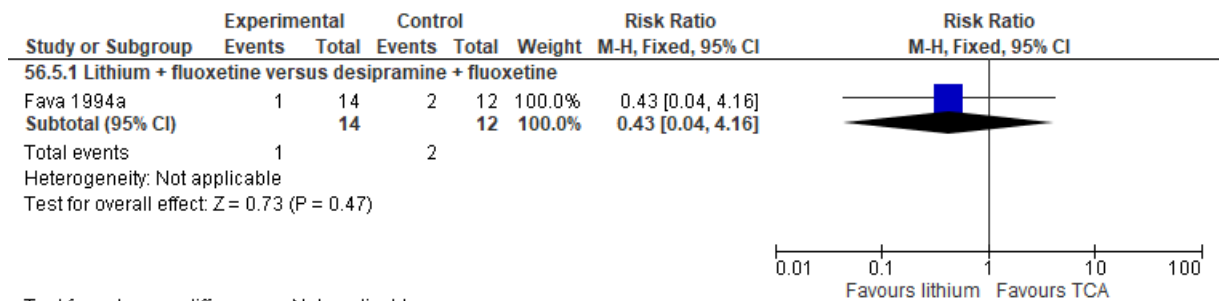 Experimental Control Risk Ratio Risk Ratio
Study or Subgroup Events Total Events Total Weight M-H, Fixed, 95% CI M-H, Fixed, 95% CI
56.5.1 Lithium + fluoxetine versus desipramine + fluoxetine
Fava 1994a 1 14 2 12 100.0% 0.43 [0.04, 4.16]
Subtotal (95% CI) 14 12 100.0% 0.43 [0.04, 4.16]
Total events 1 2
Heterogeneity: Not applicable
Test for overall effect: Z = 0.73 (P = 0.47)
0.01 0.1 1 10 100
Favours lithium Favours TCA